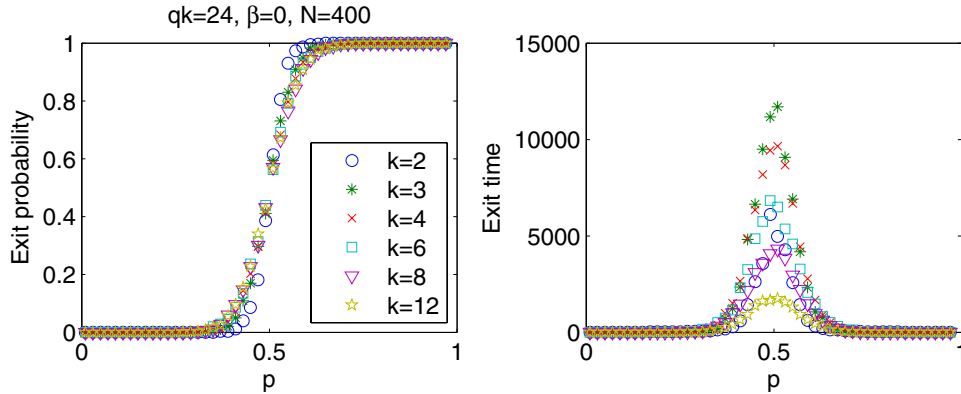 qk=24, β=0, N=400
Exit probability
1
0.8
0.6
0.4
0.2
0
0
0.5
1
p
k=2
k=3
k=4
k=6
k=8
k=12
Exit time
15000
10000
5000
0
0
0.5
1
p